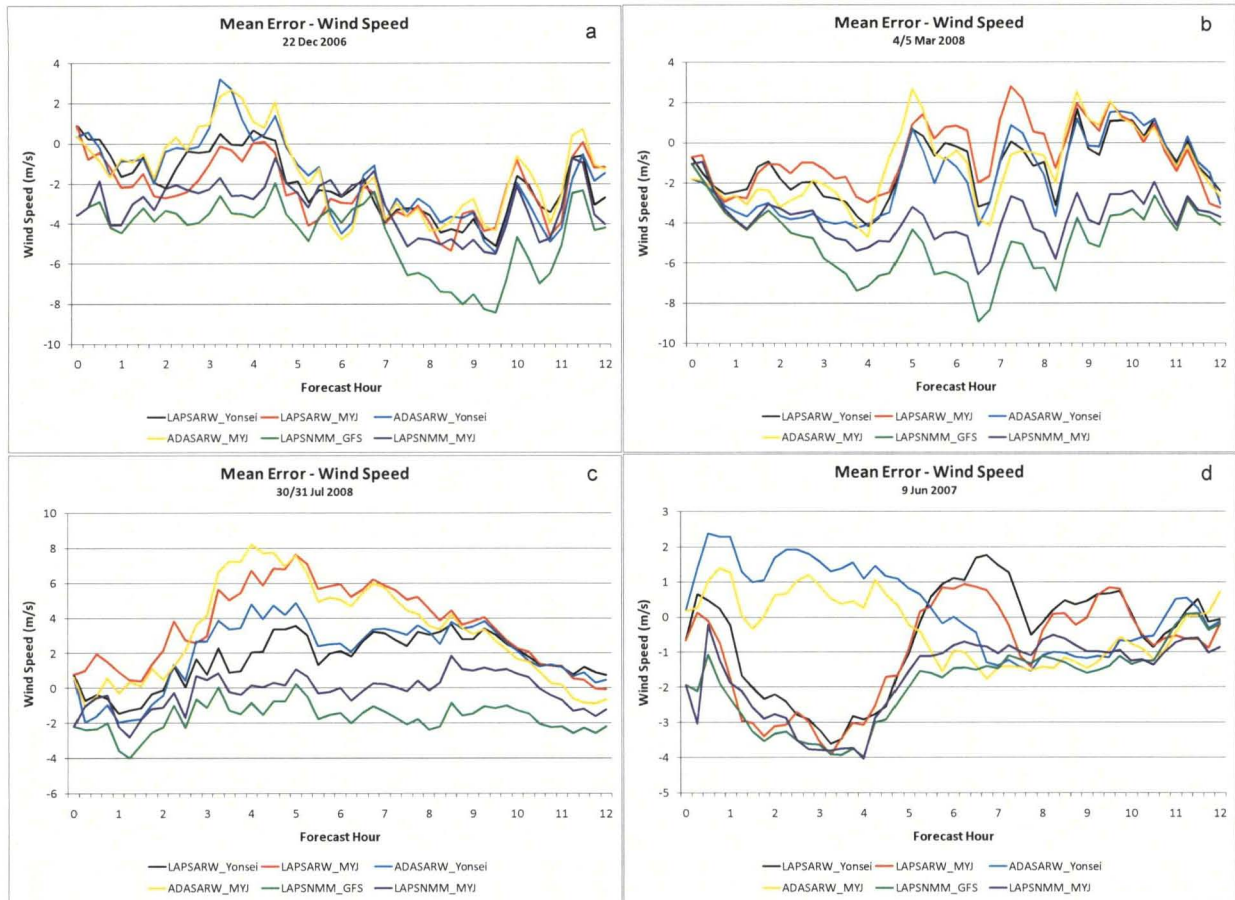 Mean Error - Wind Speed
22 Dec 2006
a
Wind Speed (m/s)
4
2
0
-2
-4
-6
-8
-10
0 1 2 3 4 5 6 7 8 9 10 11 12
Forecast Hour
LAPSARW_Yonsei LAPSARW_MYJ ADASARW_Yonsei
ADASARW_MYJ LAPSNMM_GFS LAPSNMM_MYJ
Mean Error - Wind Speed
4/5 Mar 2008
b
Wind Speed (m/s)
4
2
0
-2
-4
-6
-8
-10
0 1 2 3 4 5 6 7 8 9 10 11 12
Forecast Hour
LAPSARW_Yonsei LAPSARW_MYJ ADASARW_Yonsei
ADASARW_MYJ LAPSNMM_GFS LAPSNMM_MYJ
Mean Error - Wind Speed
30/31 Jul 2008
c
Wind Speed (m/s)
10
8
6
4
2
0
-2
-4
-6
0 1 2 3 4 5 6 7 8 9 10 11 12
Forecast Hour
LAPSARW_Yonsei LAPSARW_MYJ ADASARW_Yonsei
ADASARW_MYJ LAPSNMM_GFS LAPSNMM_MYJ
Mean Error - Wind Speed
9 Jun 2007
d
Wind Speed (m/s)
3
2
1
0
-1
-2
-3
-4
-5
0 1 2 3 4 5 6 7 8 9 10 11 12
Forecast Hour
LAPSARW_Yonsei LAPSARW_MYJ ADASARW_Yonsei
ADASARW_MYJ LAPSNMM_GFS LAPSNMM_MYJ